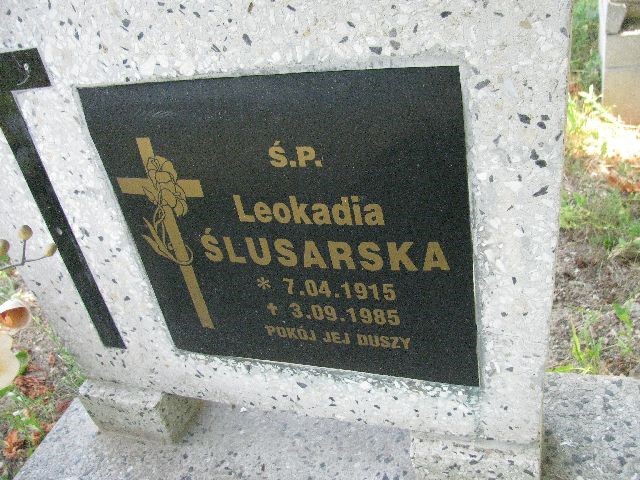 Ś.P.
Leokadia
ŚLUSARSKA
* 7.04.1915
† 3.09.1985
POKÓJ JEJ DUSZY